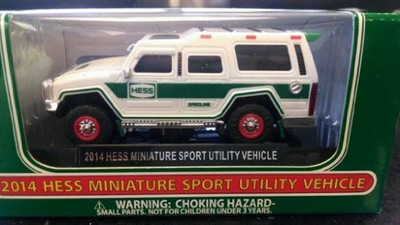 HESS
GASOLINE
2014 HESS MINIATURE SPORT UTILITY VEHICLE
2014 HESS MINIATURE SPORT UTILITY VEHICLE
WARNING: CHOKING HAZARD-
SMALL PARTS. NOT FOR CHILDREN UNDER 3 YEARS.